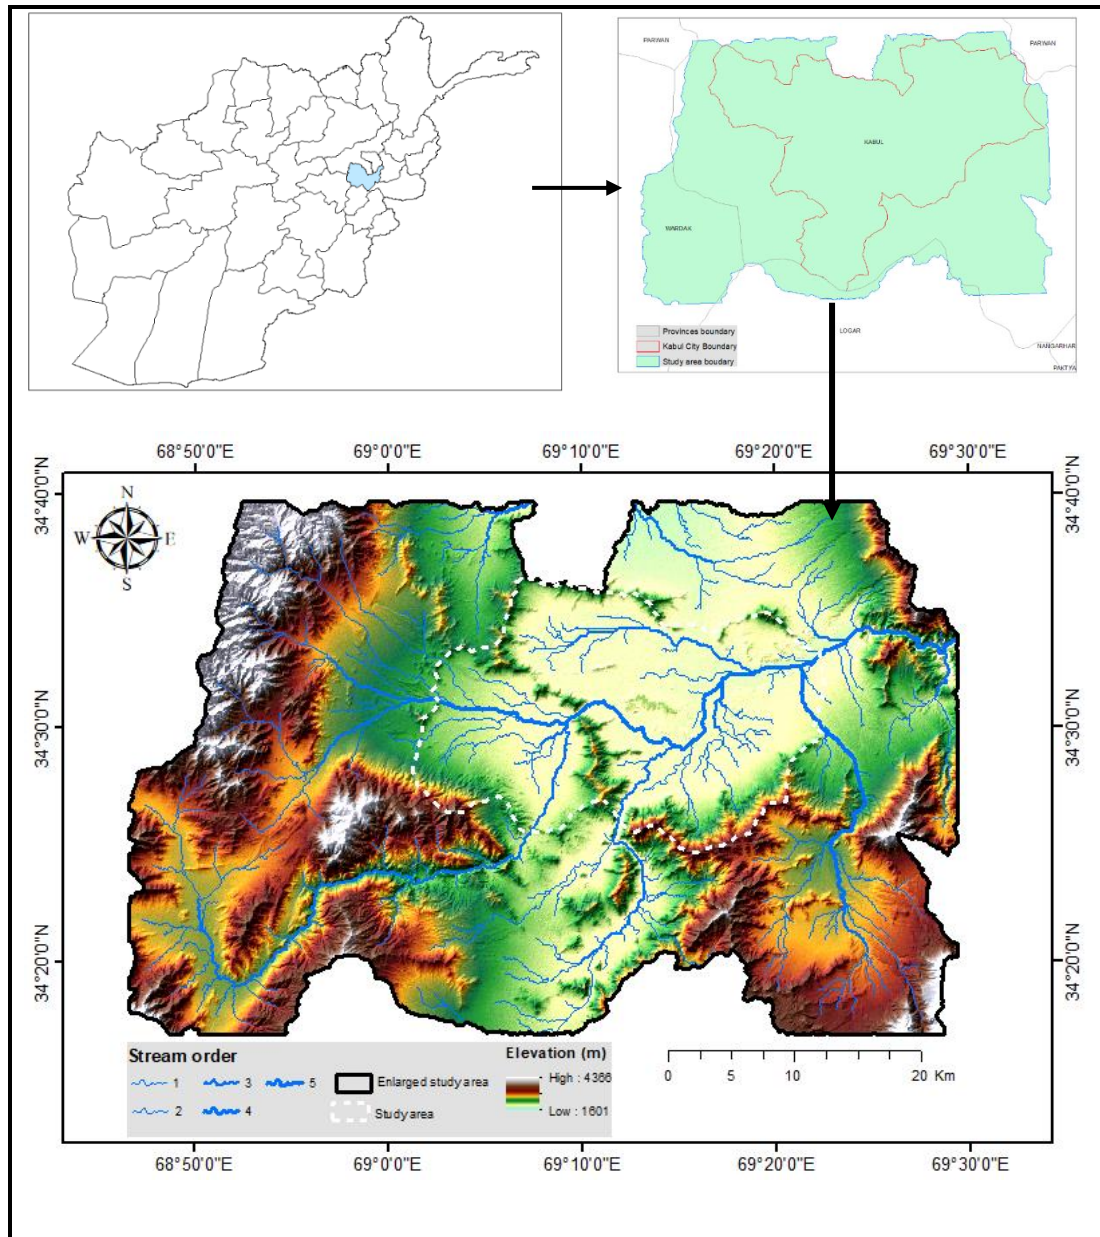 PARWAN
PARWAN
KABUL
WARDAK
LOGAR
NANGARHAR
PAKTYA
Provinces boundary
Kabul City Boundary
Study area boudary
68°50'0"E 69°0'0"E 69°10'0"E 69°20'0"E 69°30'0"E
34°40'0"N
34°40'0"N
N
W E
S
34°30'0"N
34°30'0"N
34°20'0"N
34°20'0"N
Stream order
1 3 5
2 4
Enlarged study area
Study area
Elevation (m)
High : 4366
Low : 1601
0 5 10 20 Km
68°50'0"E 69°0'0"E 69°10'0"E 69°20'0"E 69°30'0"E